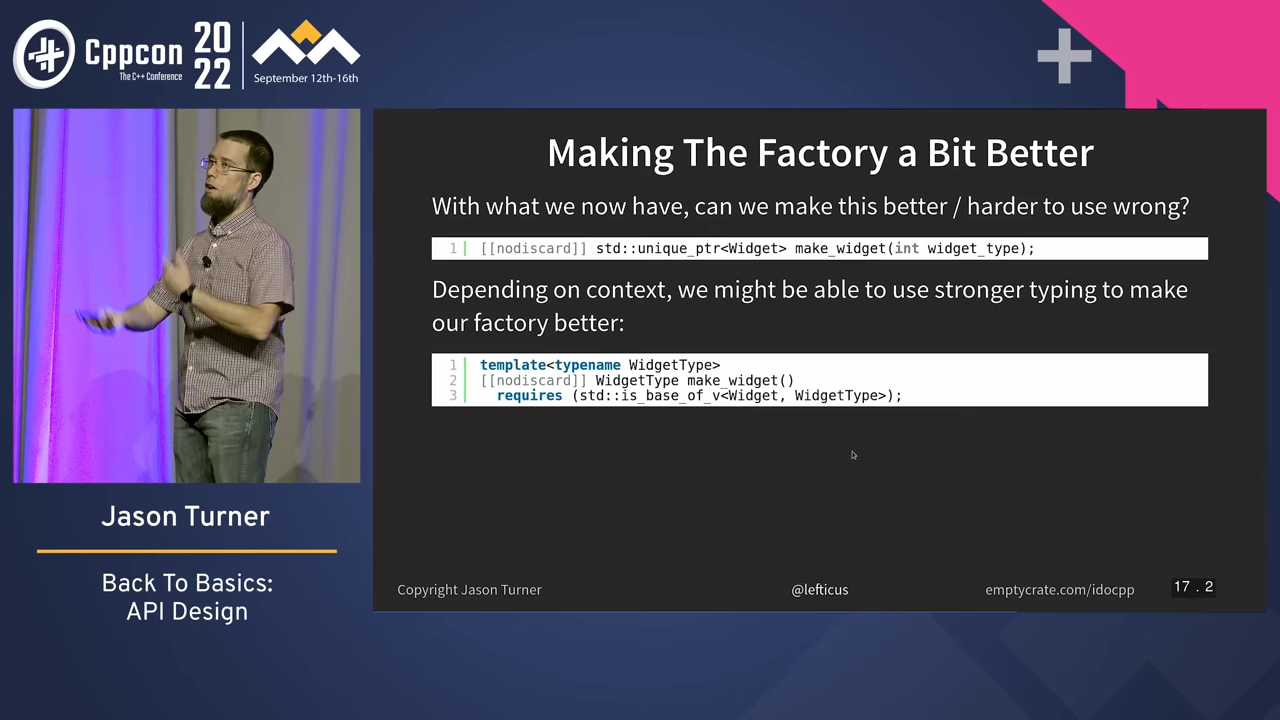 Cppcon
The C++ Conference
20
22
September 12th-16th
Making The Factory a Bit Better
With what we now have, can we make this better / harder to use wrong?
1 [[nodiscard]] std::unique_ptr<Widget> make_widget(int widget_type);
Depending on context, we might be able to use stronger typing to make
our factory better:
1 template<typename WidgetType>
2 [[nodiscard]] WidgetType make_widget()
3 requires (std::is_base_of_v<Widget, WidgetType>);
Jason Turner
Back To Basics:
API Design
Copyright Jason Turner
@lefticus
emptycrate.com/idocpp
17 . 2